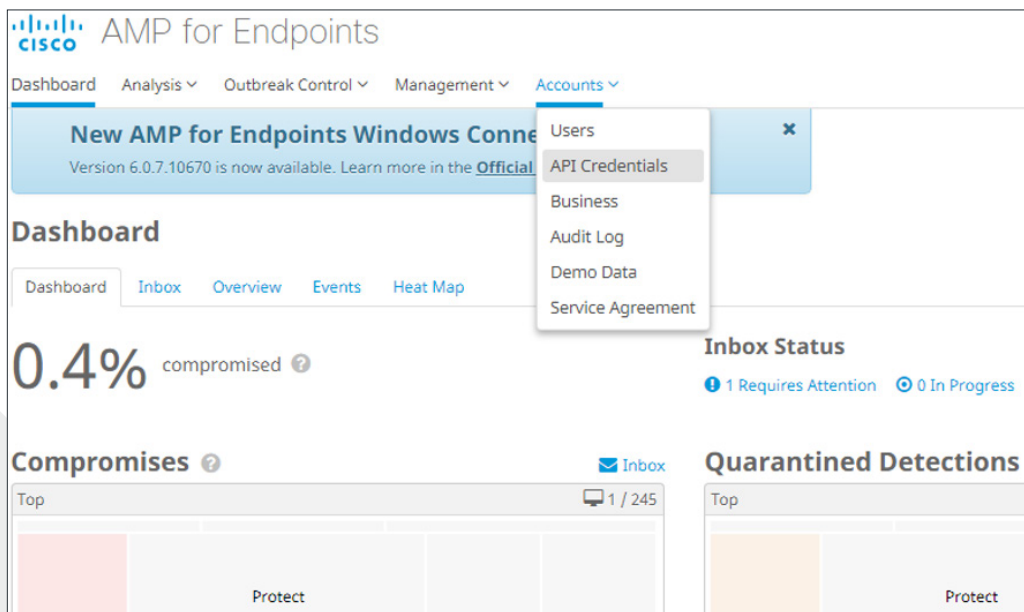 CISCO AMP for Endpoints
Dashboard Analysis Outbreak Control Management Accounts
New AMP for Endpoints Windows Conne
Version 6.0.7.10670 is now available. Learn more in the Official
Users
API Credentials
Business
Audit Log
Demo Data
Service Agreement
Dashboard
Dashboard Inbox Overview Events Heat Map
0.4% compromised ?
Inbox Status
1 Requires Attention 0 In Progress
Compromises ? Inbox
Top 1 / 245
Protect
Quarantined Detections
Top
Protect